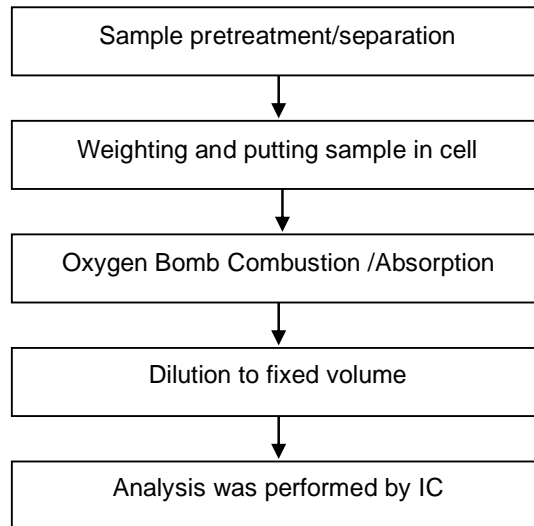 Sample pretreatment/separation
Weighting and putting sample in cell
Oxygen Bomb Combustion /Absorption
Dilution to fixed volume
Analysis was performed by IC